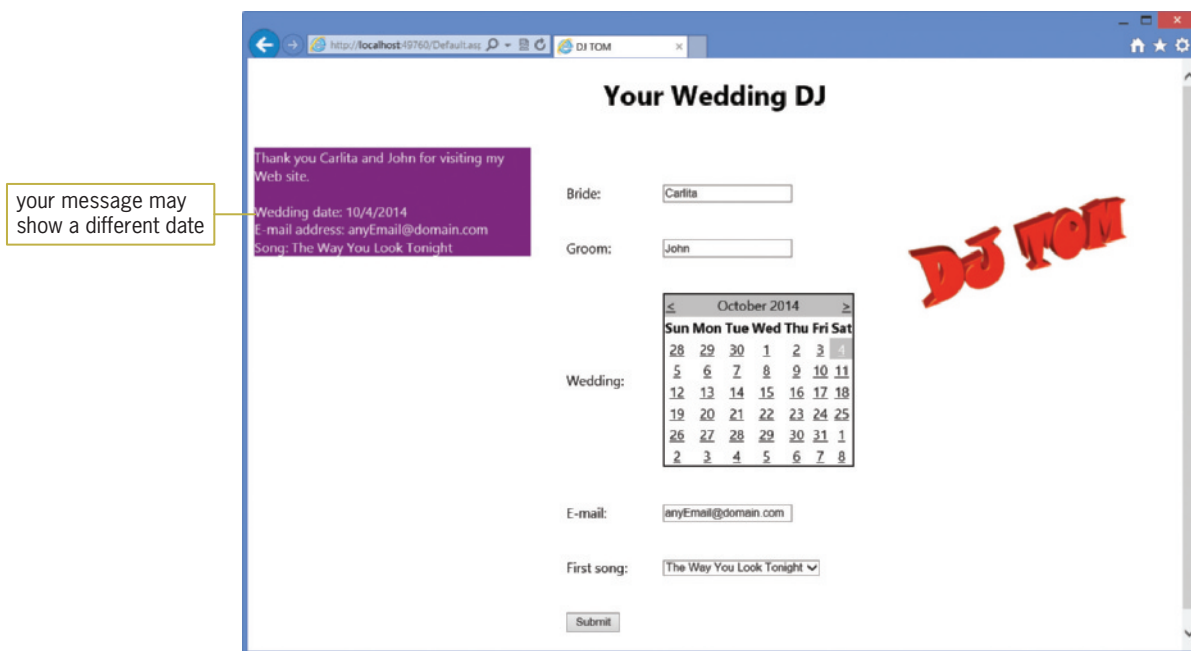 http://localhost:49760/Default.asp
DJ TOM
Your Wedding DJ
your message may
show a different date
Thank you Carlita and John for visiting my
Web site.
Wedding date: 10/4/2014
E-mail address: anyEmail@domain.com
Song: The Way You Look Tonight
Bride:
Carlita
Groom:
John
DJ TOM
Wedding:
< October 2014 >
Sun Mon Tue Wed Thu Fri Sat
28 29 30 1 2 3 4
5 6 7 8 9 10 11
12 13 14 15 16 17 18
19 20 21 22 23 24 25
26 27 28 29 30 31 1
2 3 4 5 6 7 8
E-mail:
anyEmail@domain.com
First song:
The Way You Look Tonight
Submit